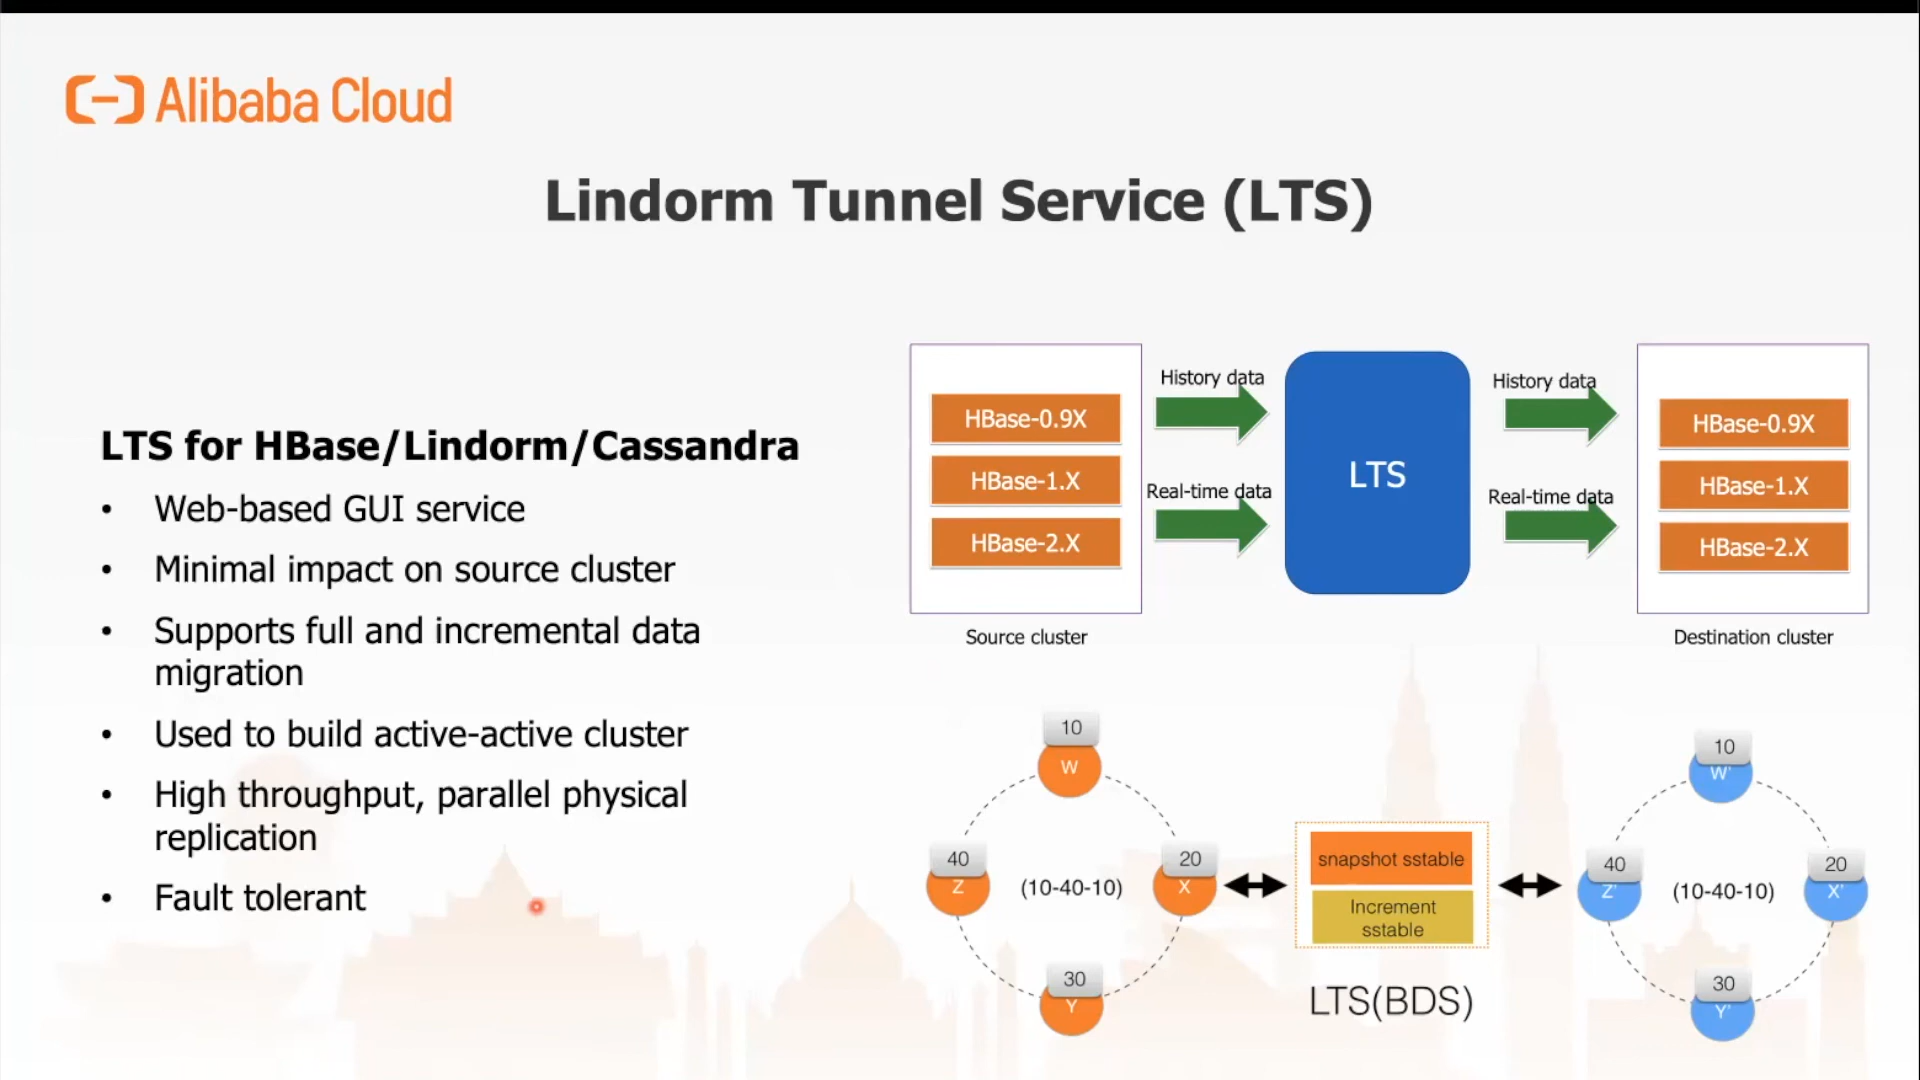 Alibaba Cloud
Lindorm Tunnel Service (LTS)
LTS for HBase/Lindorm/Cassandra
• Web-based GUI service
• Minimal impact on source cluster
• Supports full and incremental data
migration
• Used to build active-active cluster
• High throughput, parallel physical
replication
• Fault tolerant
HBase-0.9X
HBase-1.X
HBase-2.X
Source cluster
History data
Real-time data
LTS
History data
Real-time data
HBase-0.9X
HBase-1.X
HBase-2.X
Destination cluster
10
W
40
Z
(10-40-10)
20
X
30
Y
snapshot sstable
Increment
sstable
LTS(BDS)
10
W'
40
Z'
(10-40-10)
20
X'
30
Y'